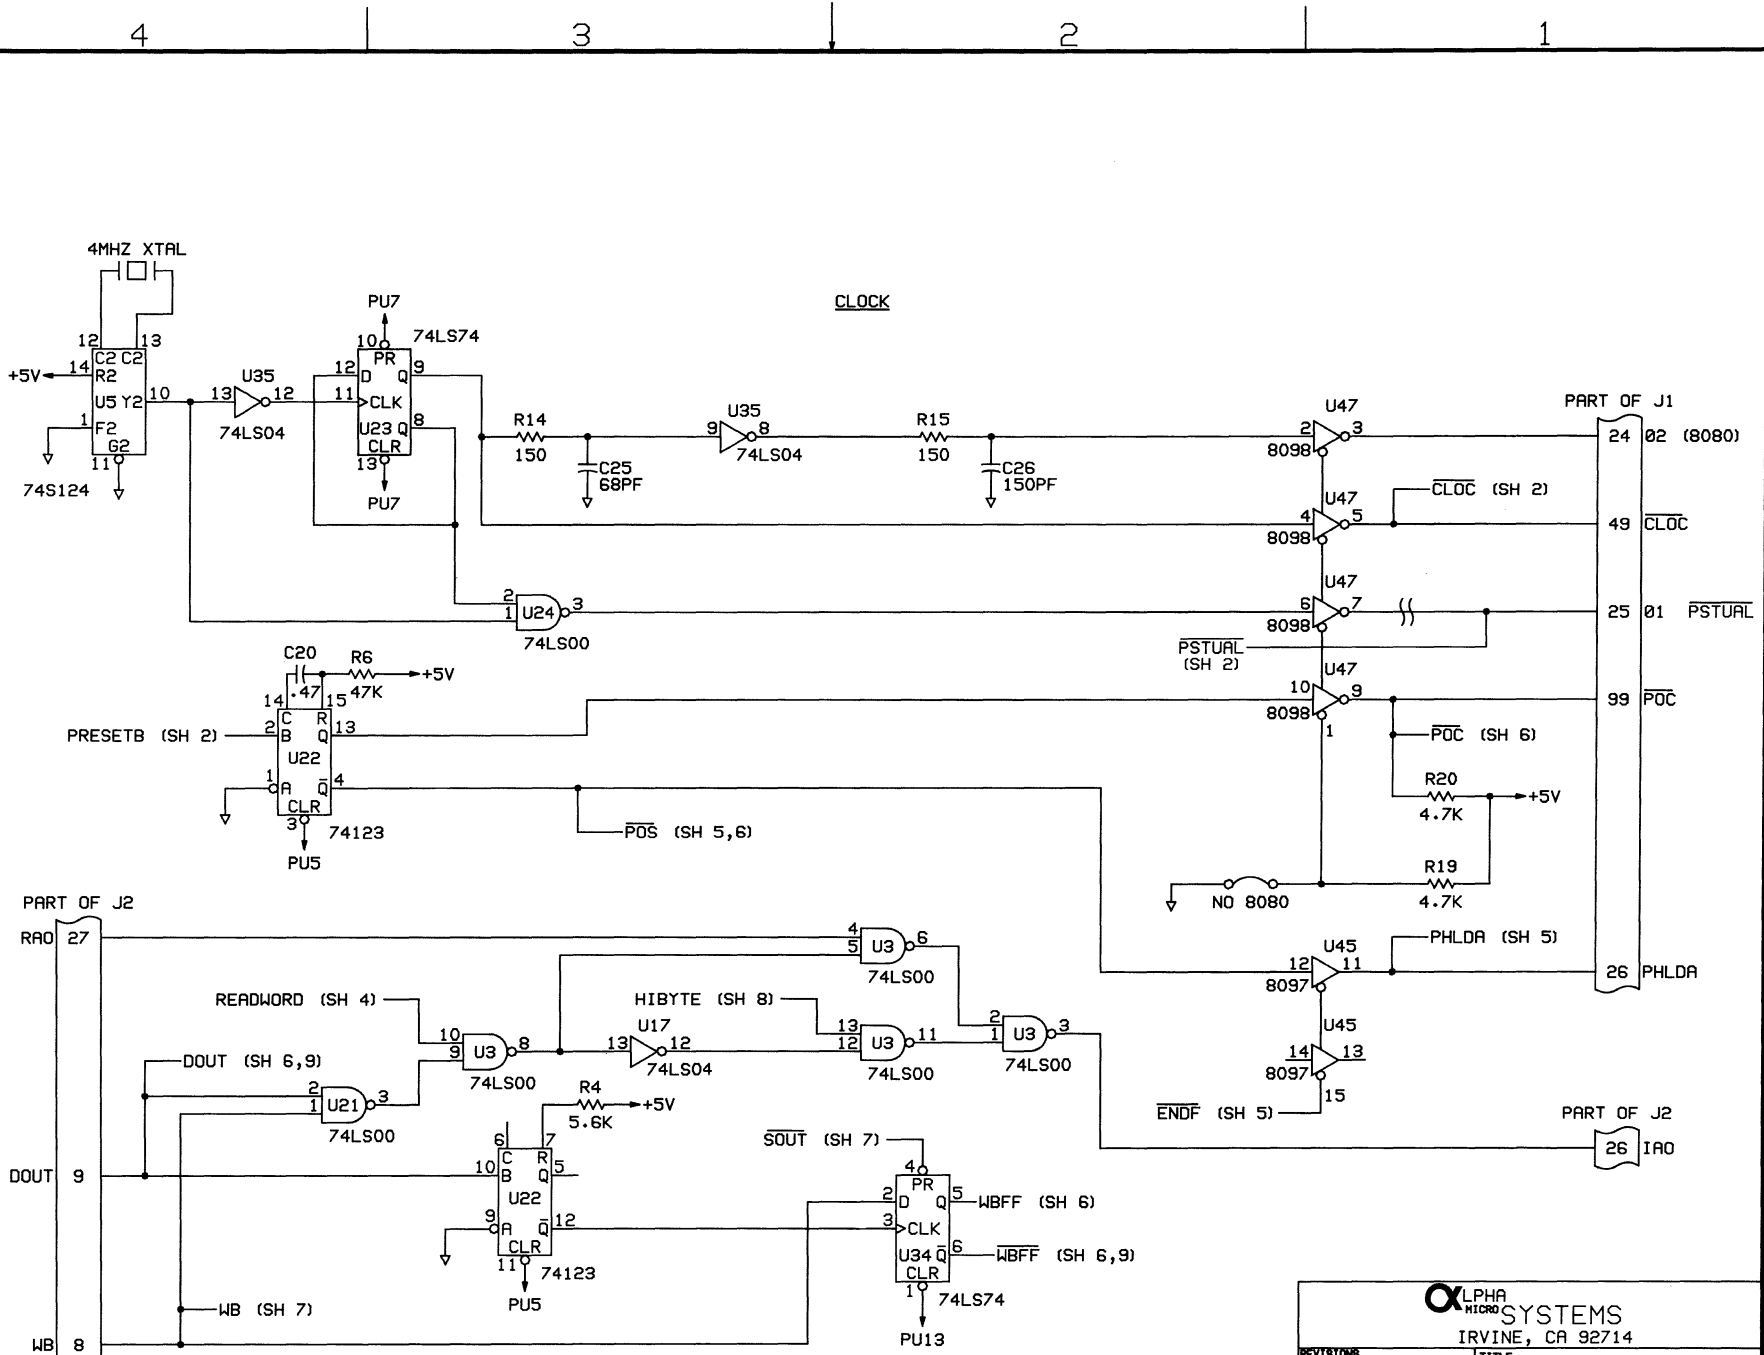 4 3 2 1
4MHZ XTAL
CLOCK
PU7
10 74LS74
12 13
C2 C2
+5V 14 R2
U5 Y2 10
1 F2
G2
11
74S124
U35
13 12
74LS04
PR
12 D Q 9
11 CLK
U23 Q 8
CLR
13
PU7
R14
150
C25
68PF
U35
9 8
74LS04
R15
150
C26
150PF
U47
2 3
8098
U47
4 5
8098
CLOC (SH 2)
U47
6 7
8098
PSTUAL
(SH 2)
U47
10 9
8098
1
PART OF J1
24 02 (8080)
49 CLOC
25 01 PSTUAL
99 POC
26 PHLDA
2
1 U24 3
74LS00
C20 R6
.47 47K +5V
14 15
C R
PRESETB (SH 2) 2 B Q 13
U22
1 A Q 4
CLR
3 74123
PU5
POS (SH 5,6)
POC (SH 6)
R20
4.7K
+5V
R19
4.7K
NO 8080
PART OF J2
RA0 27
4
5 U3 6
74LS00
READWORD (SH 4)
HIBYTE (SH 8)
10
9 U3 8
74LS00
U17
13 12
74LS04
13
12 U3 11
74LS00
2
1 U3 3
74LS00
PHLDA (SH 5)
U45
12 11
8097
U45
14 13
8097
15
ENDF (SH 5)
DOUT (SH 6,9)
2
1 U21 3
74LS00
R4
5.6K
+5V
6 7
C R
DOUT 9
10 B Q 5
U22
9 A Q 12
CLR
11 74123
PU5
SOUT (SH 7)
4
PR
2 D Q 5 WBFF (SH 6)
3 CLK
U34 Q 6 WBFF (SH 6,9)
CLR
1 74LS74
PU13
PART OF J2
26 IA0
WB (SH 7)
WB 8
ALPHA
MICRO SYSTEMS
IRVINE, CA 92714
REVISIONS
TITLE